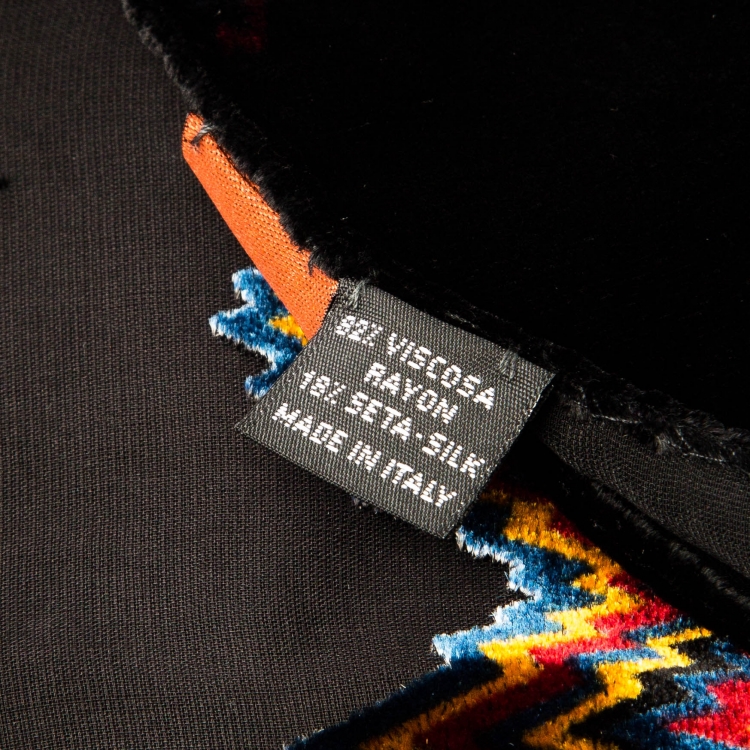 82% VISCOSA
RAYON
18% SETA-SILK
MADE IN ITALY